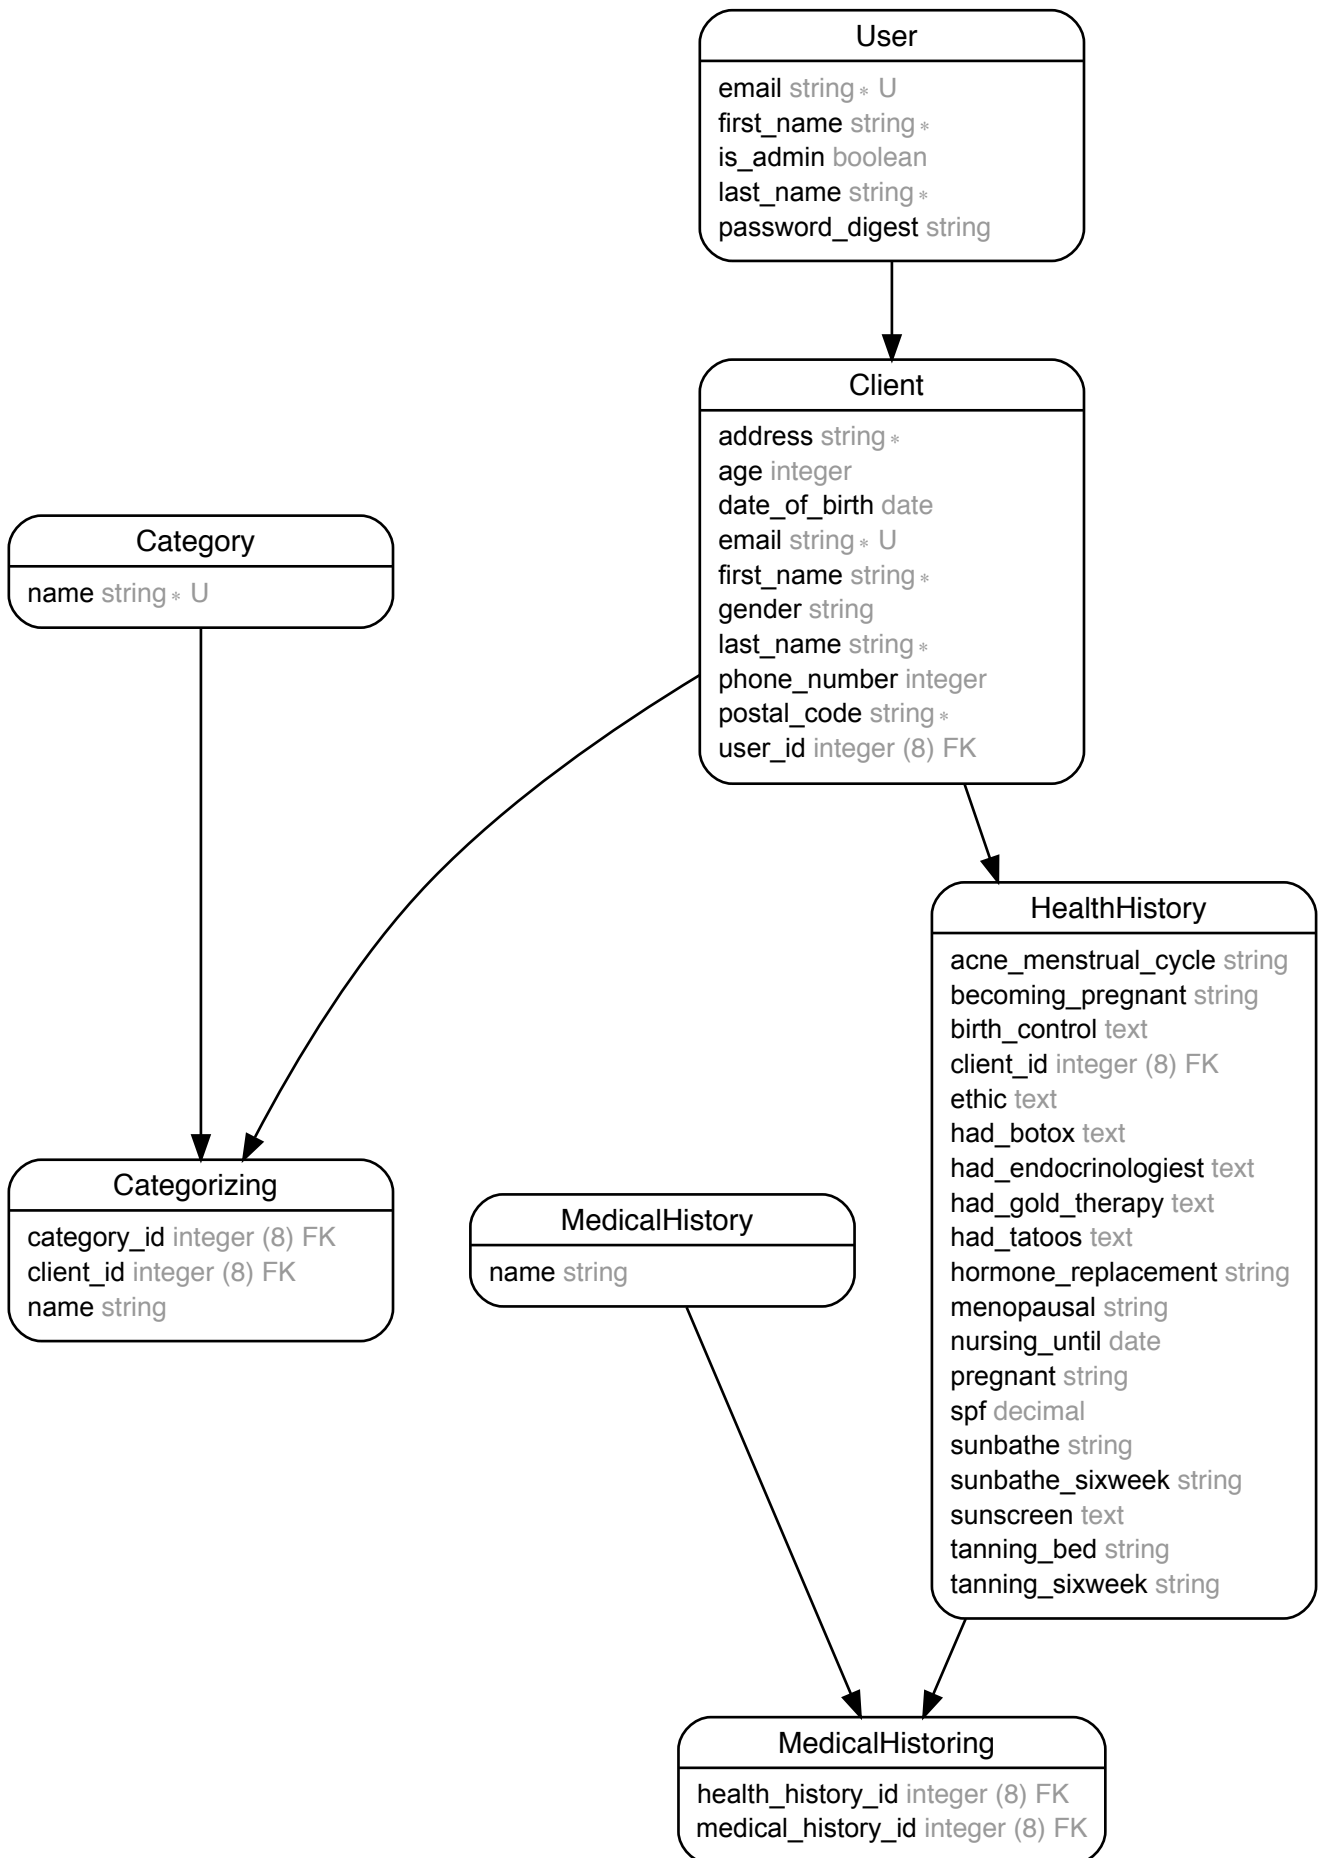 User
email string * U
first_name string *
is_admin boolean
last_name string *
password_digest string
Client
address string *
age integer
date_of_birth date
email string * U
first_name string *
gender string
last_name string *
phone_number integer
postal_code string *
user_id integer (8) FK
Category
name string * U
HealthHistory
acne_menstrual_cycle string
becoming_pregnant string
birth_control text
client_id integer (8) FK
ethic text
had_botox text
had_endocrinologiest text
had_gold_therapy text
had_tatoos text
hormone_replacement string
menopausal string
nursing_until date
pregnant string
spf decimal
sunbathe string
sunbathe_sixweek string
sunscreen text
tanning_bed string
tanning_sixweek string
Categorizing
category_id integer (8) FK
client_id integer (8) FK
name string
MedicalHistory
name string
MedicalHistoring
health_history_id integer (8) FK
medical_history_id integer (8) FK